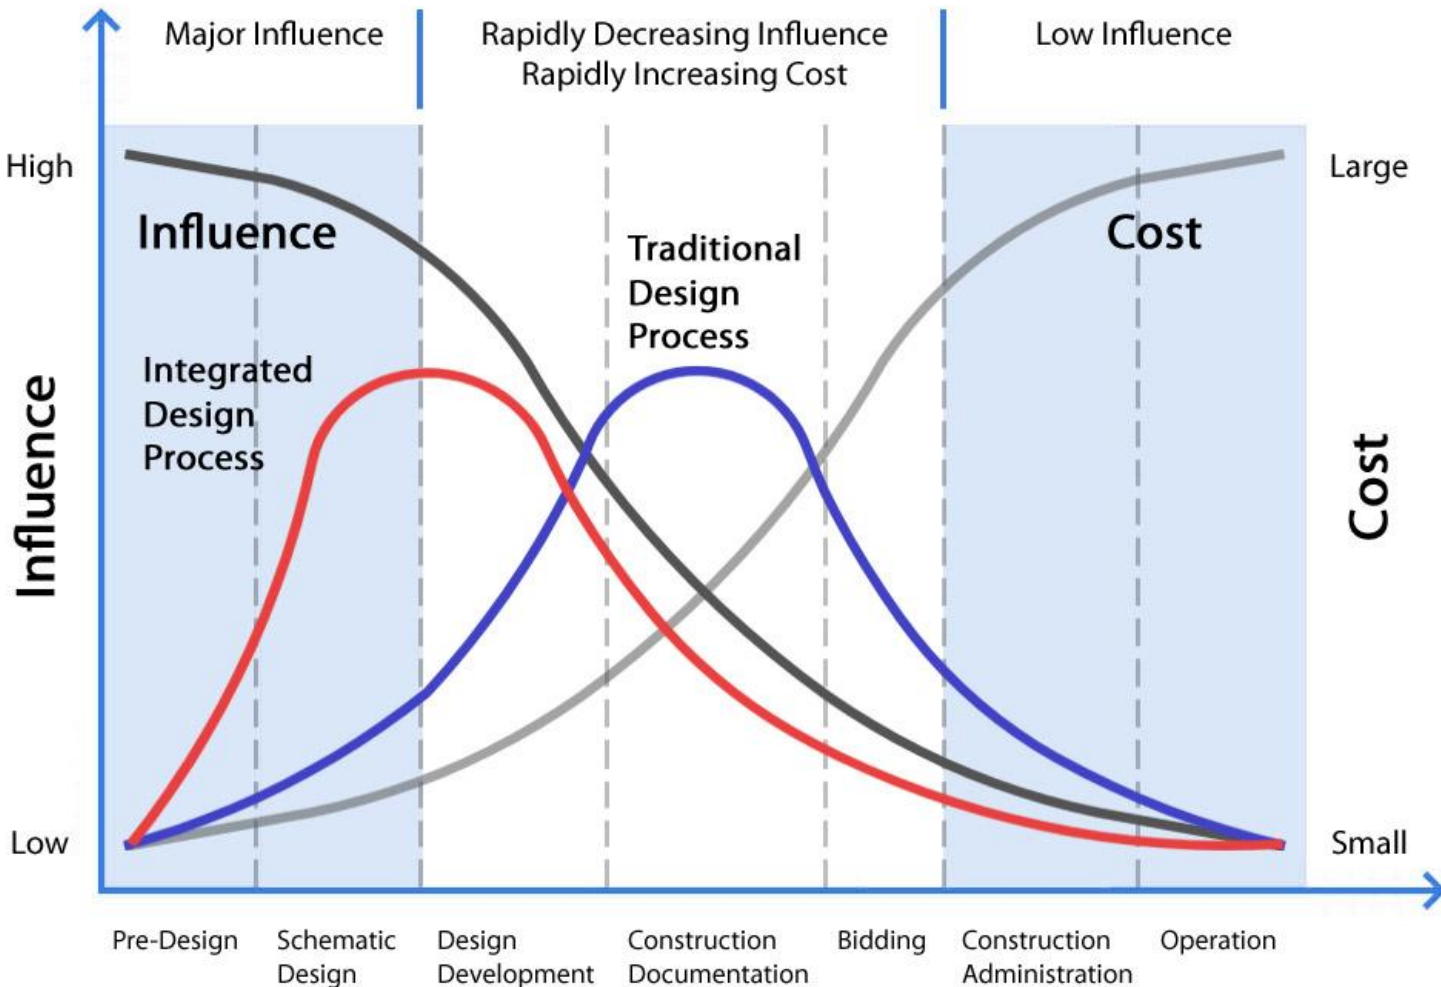 Major Influence
Rapidly Decreasing Influence
Rapidly Increasing Cost
Low Influence
High
Large
Influence
Cost
Traditional
Design
Process
Integrated
Design
Process
Influence
Cost
Low
Small
Pre-Design
Schematic
Design
Design
Development
Construction
Documentation
Bidding
Construction
Administration
Operation